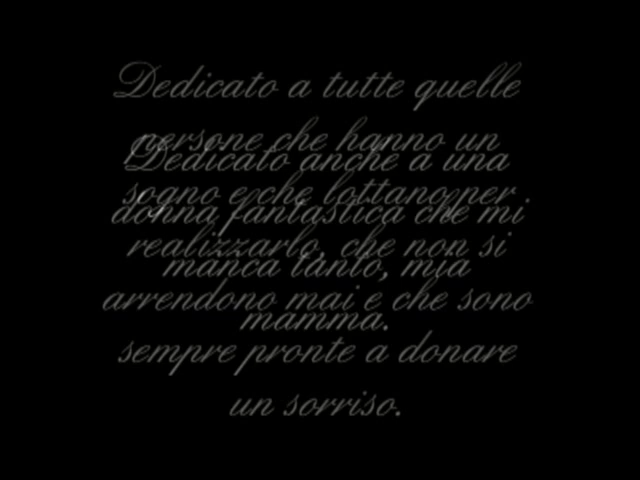 Dedicato a tutte quelle
persone che hanno un
sogno e che lottano per
realizzarlo, che non si
arrendono mai e che sono
sempre pronte a donare
un sorriso.
Dedicato anche a una
donna fantastica che mi
manca tanto, mia
mamma.